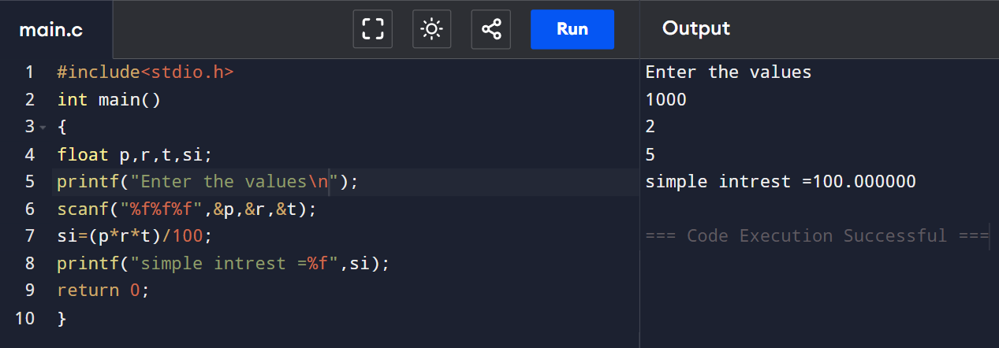 main.c
Run
Output
1 #include<stdio.h>
2 int main()
3 {
4 float p,r,t,si;
5 printf("Enter the values\n");
6 scanf("%f%f%f",&p,&r,&t);
7 si=(p*r*t)/100;
8 printf("simple intrest =%f",si);
9 return 0;
10 }
Enter the values
1000
2
5
simple intrest =100.000000
=== Code Execution Successful ===